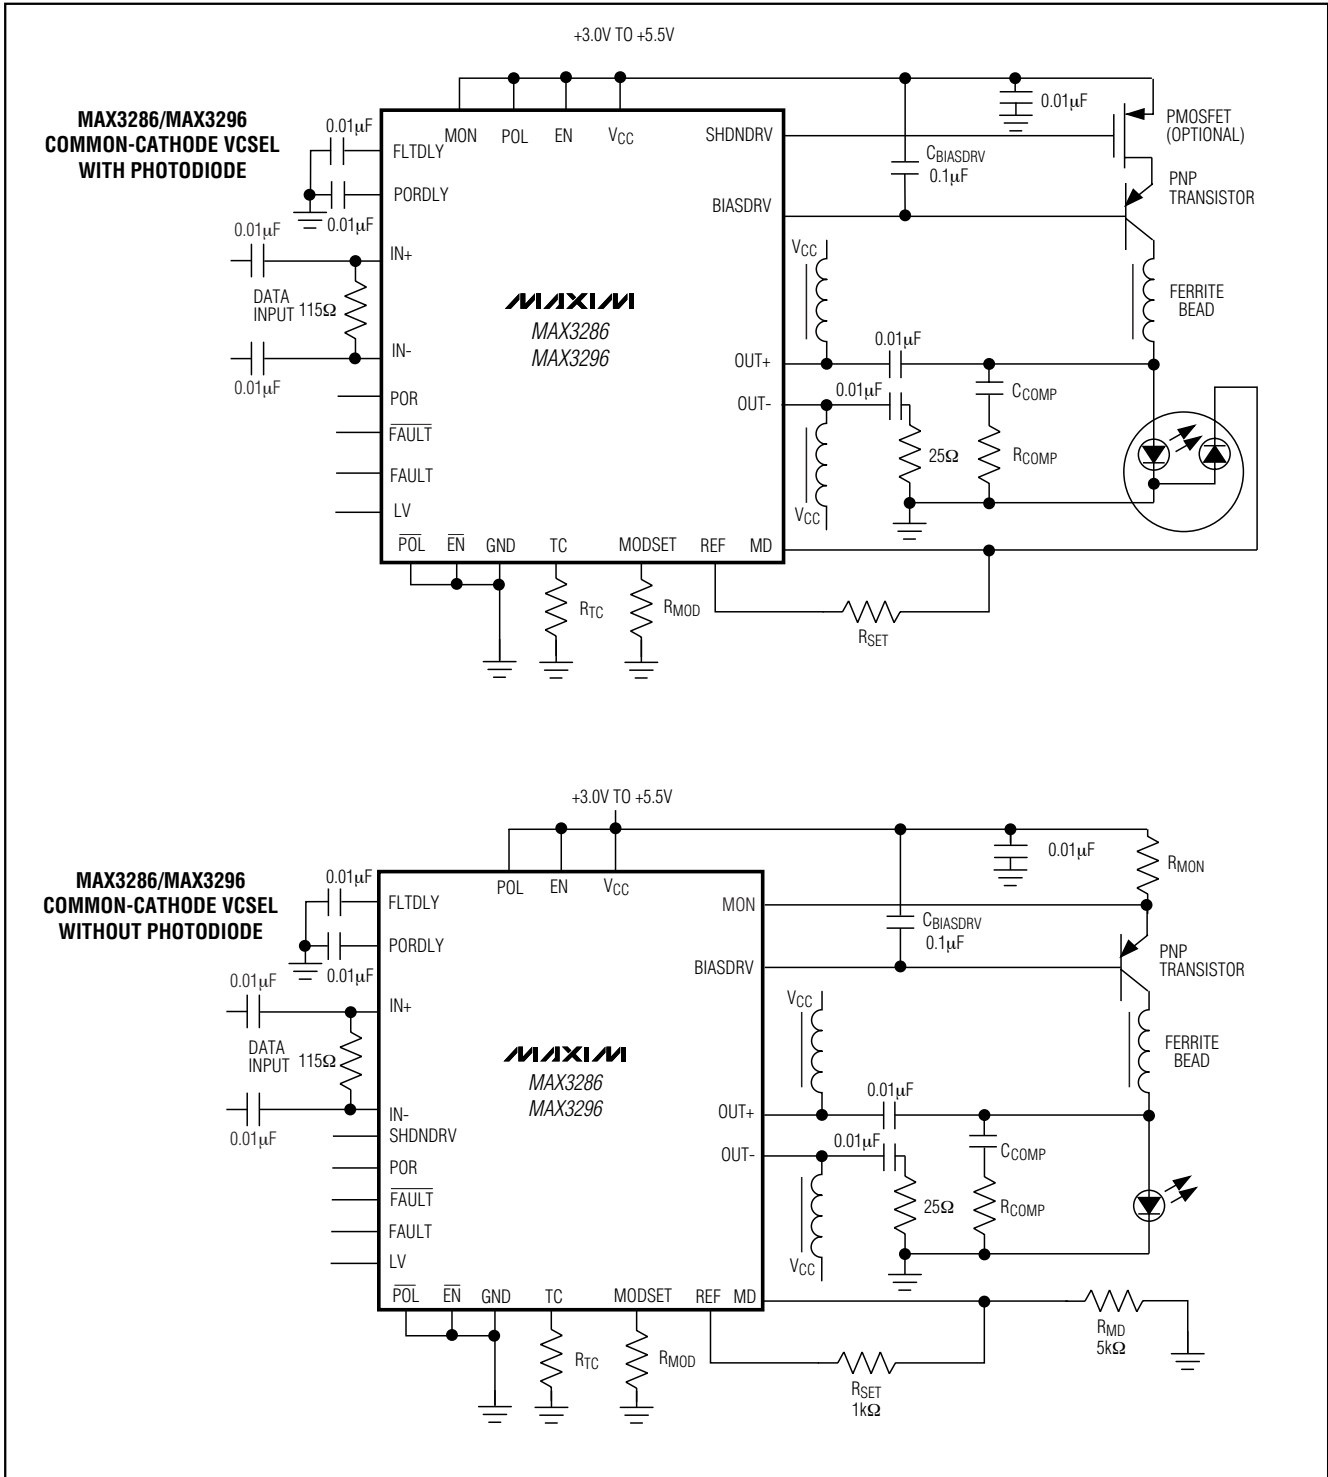 +3.0V TO +5.5V
MAX3286/MAX3296
COMMON-CATHODE VCSEL
WITH PHOTODIODE
0.01µF
FLTDLY
MON
POL
EN
VCC
SHDNDRV
0.01µF
PMOSFET
(OPTIONAL)
CBIASDRV
0.1µF
PORDLY
0.01µF
BIASDRV
PNP
TRANSISTOR
0.01µF
IN+
VCC
DATA
INPUT
115Ω
MAXIM
MAX3286
MAX3296
FERRITE
BEAD
0.01µF
IN-
0.01µF
OUT+
0.01µF
OUT-
CCOMP
POR
FAULT
25Ω
RCOMP
FAULT
LV
VCC
POL
EN
GND
TC
MODSET
REF
MD
RTC
RMOD
RSET
+3.0V TO +5.5V
MAX3286/MAX3296
COMMON-CATHODE VCSEL
WITHOUT PHOTODIODE
0.01µF
FLTDLY
POL
EN
VCC
MON
0.01µF
RMON
CBIASDRV
0.1µF
PORDLY
0.01µF
BIASDRV
PNP
TRANSISTOR
0.01µF
IN+
VCC
DATA
INPUT
115Ω
MAXIM
MAX3286
MAX3296
FERRITE
BEAD
0.01µF
IN-
0.01µF
OUT+
SHDNDRV
0.01µF
OUT-
CCOMP
POR
FAULT
25Ω
RCOMP
FAULT
LV
VCC
POL
EN
GND
TC
MODSET
REF
MD
RTC
RMOD
RSET
1kΩ
RMD
5kΩ